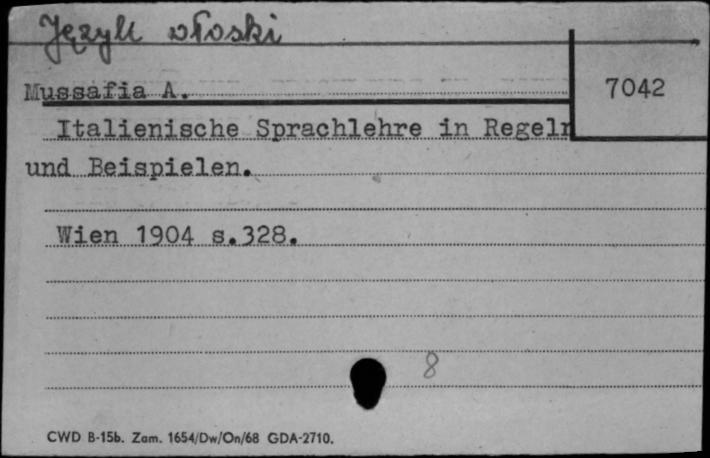 Język włoski
7042
Mussafia A.
Italienische Sprachlehre in Regeln
und Beispielen.
Wien 1904 s.328.
8
CWD B-15b. Zam. 1654/Dw/On/68 GDA-2710.